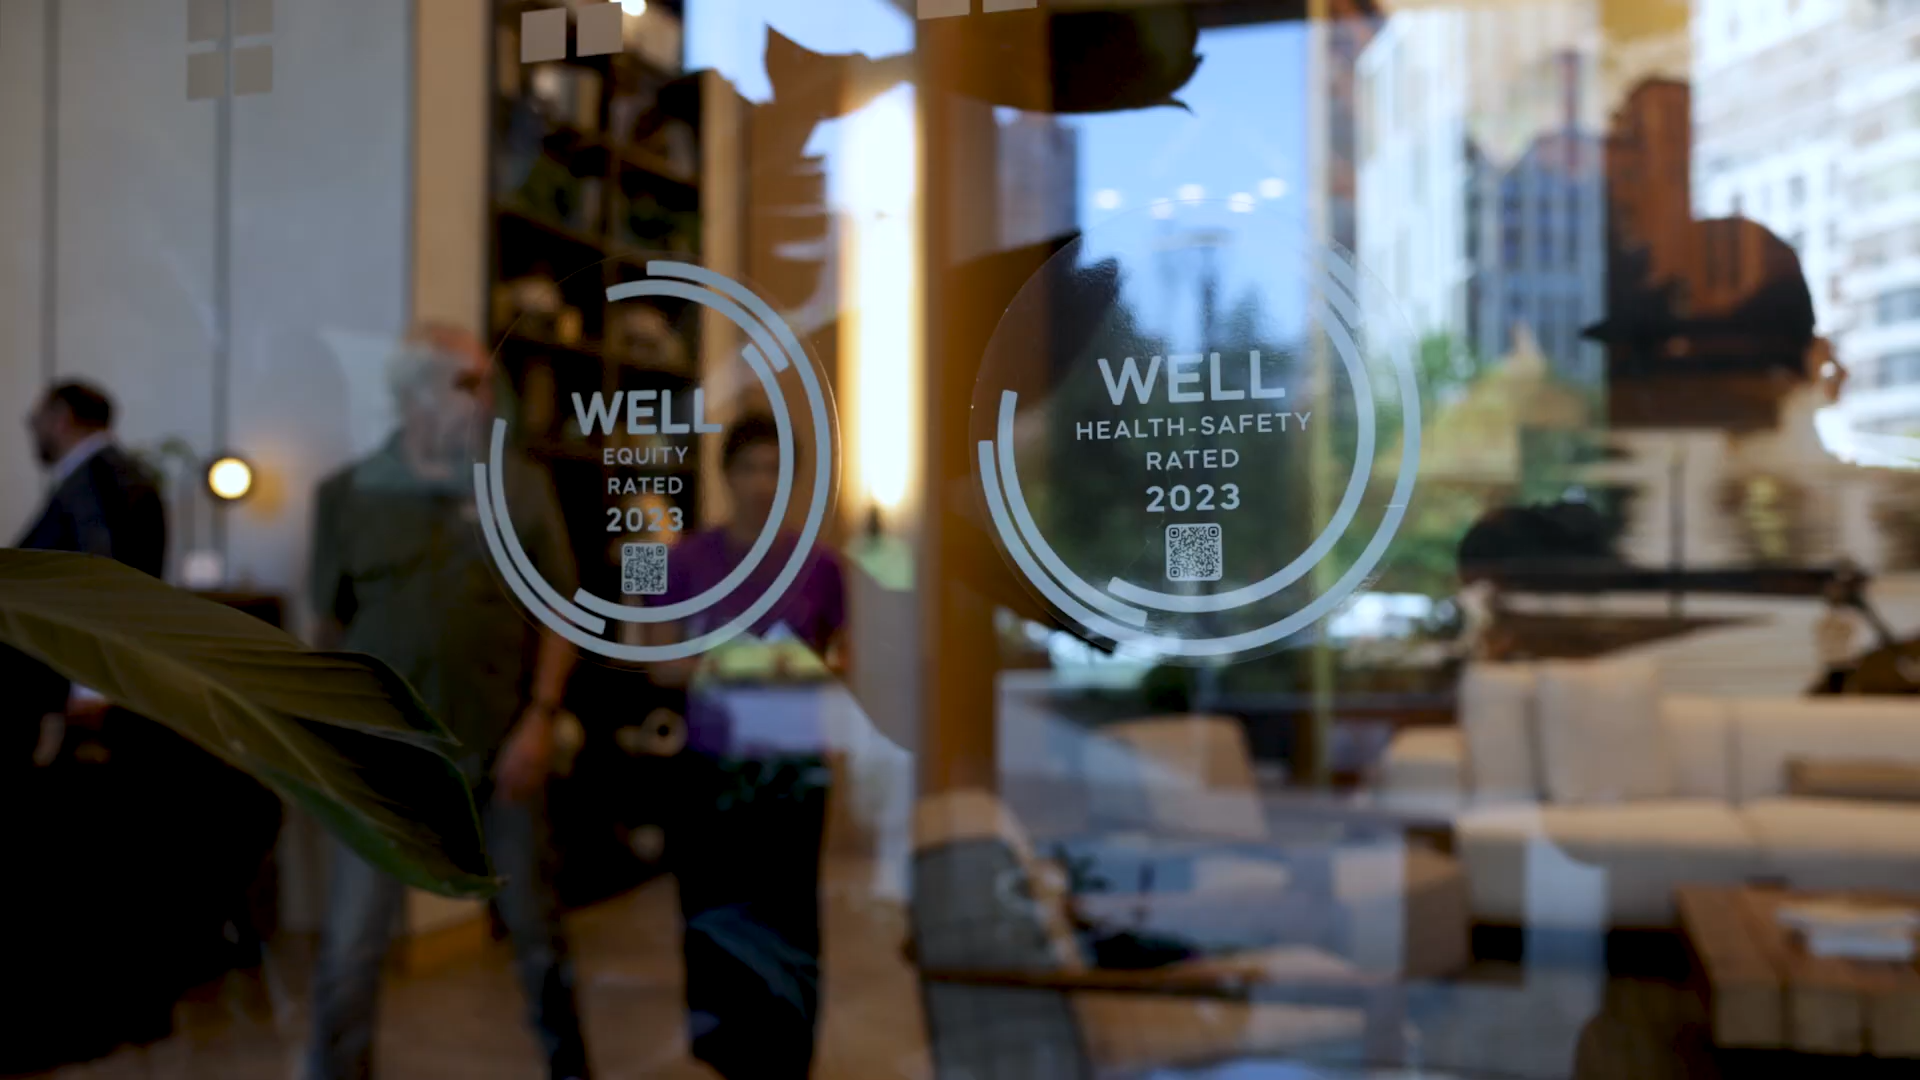 WELL
EQUITY
RATED
2023
WELL
HEALTH-SAFETY
RATED
2023